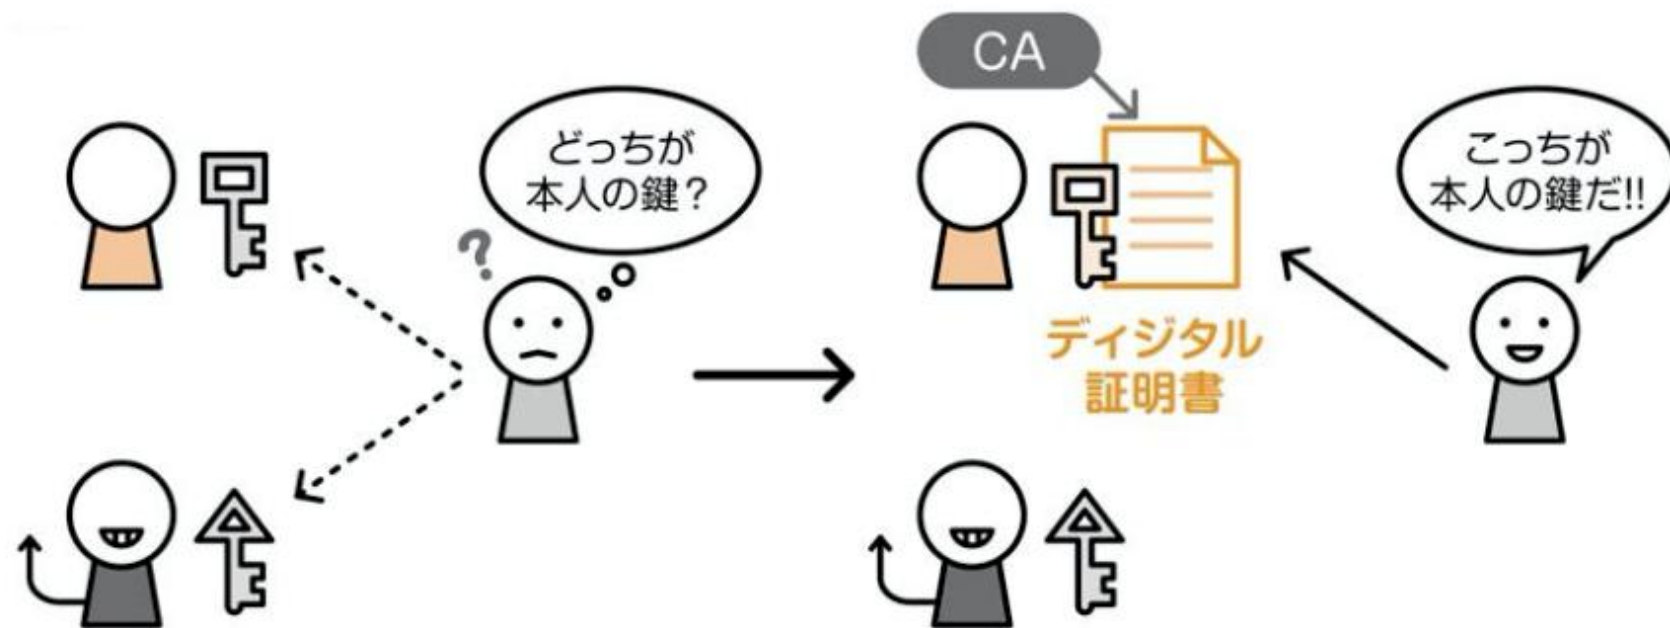 CA
どっちが
本人の鍵？
?
こっちが
本人の鍵だ!!
ディジタル
証明書